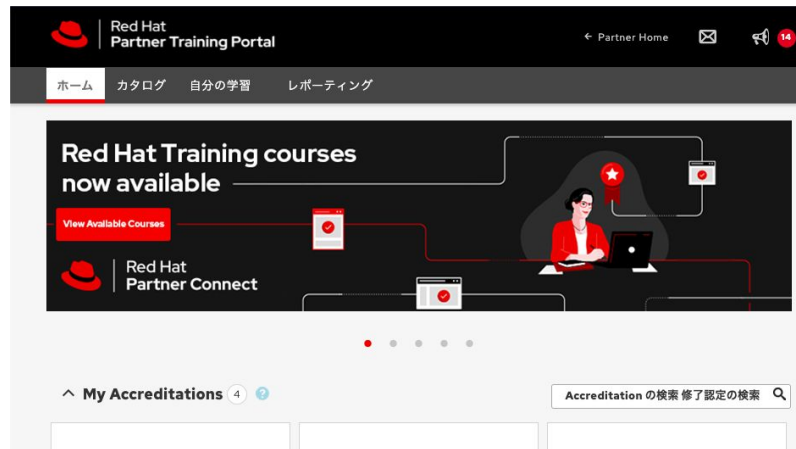 Red Hat
Partner Training Portal
← Partner Home
14
ホーム カタログ 自分の学習 レポーティング
Red Hat Training courses
now available
View Available Courses
Red Hat
Partner Connect
My Accreditations 4 ?
Accreditation の検索 修了認定の検索